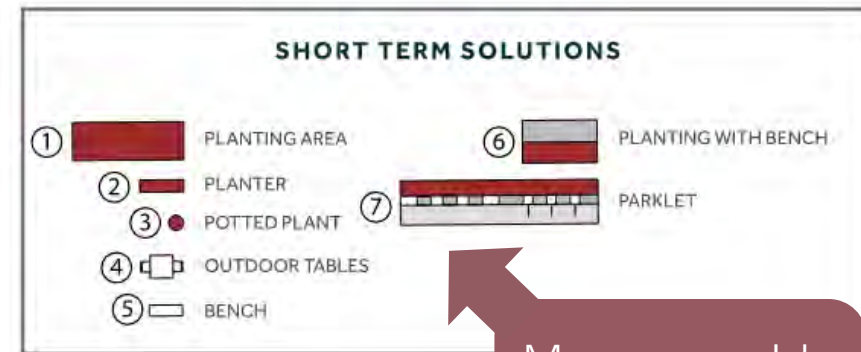 SHORT TERM SOLUTIONS
1 PLANTING AREA
2 PLANTER
3 POTTED PLANT
4 OUTDOOR TABLES
5 BENCH
6 PLANTING WITH BENCH
7 PARKLET